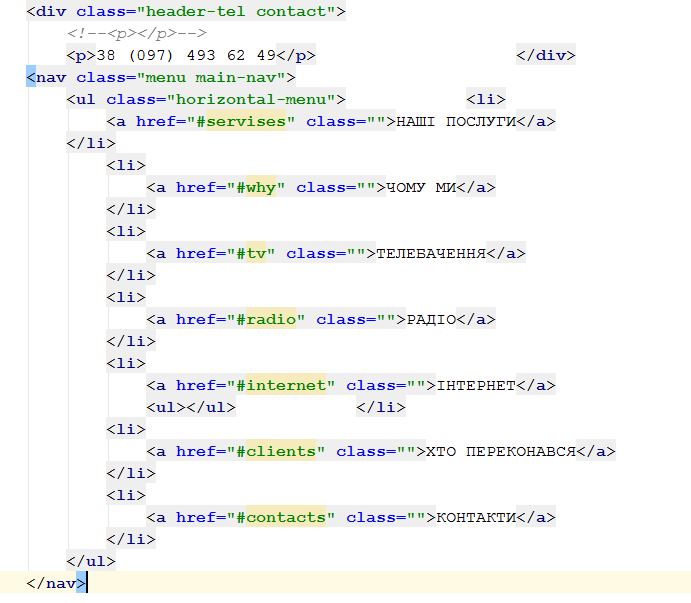 <div class="header-tel contact">
<!--<p></p>-->
<p>38 (097) 493 62 49</p> </div>
<nav class="menu main-nav">
<ul class="horizontal-menu"> <li>
<a href="#servises" class="">НАШІ ПОСЛУГИ</a>
</li>
<li>
<a href="#why" class="">ЧОМУ МИ</a>
</li>
<li>
<a href="#tv" class="">ТЕЛЕБАЧЕННЯ</a>
</li>
<li>
<a href="#radio" class="">РАДІО</a>
</li>
<li>
<a href="#internet" class="">ІНТЕРНЕТ</a>
<ul></ul> </li>
<li>
<a href="#clients" class="">ХТО ПЕРЕКОНАВСЯ</a>
</li>
<li>
<a href="#contacts" class="">КОНТАКТИ</a>
</li>
</ul>
</nav>